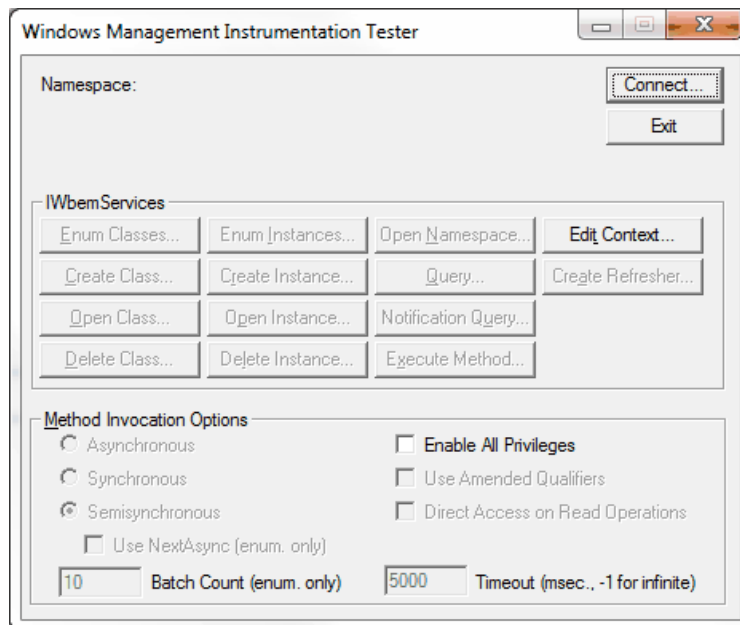 Windows Management Instrumentation Tester
Namespace:
Connect...
Exit
IWbemServices
Enum Classes... Enum Instances... Open Namespace... Edit Context...
Create Class... Create Instance... Query... Create Refresher...
Open Class... Open Instance... Notification Query...
Delete Class... Delete Instance... Execute Method...
Method Invocation Options
Asynchronous Enable All Privileges
Synchronous Use Amended Qualifiers
Semisynchronous Direct Access on Read Operations
Use NextAsync (enum. only)
10 Batch Count (enum. only) 5000 Timeout (msec., -1 for infinite)